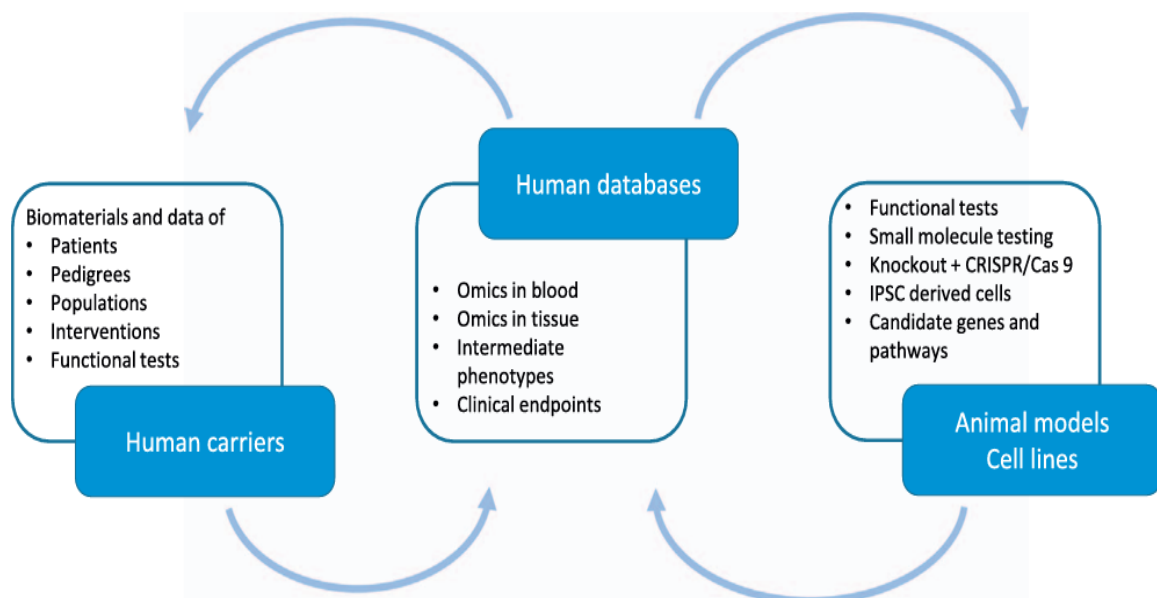 Biomaterials and data of
• Patients
• Pedigrees
• Populations
• Interventions
• Functional tests
Human carriers
Human databases
• Omics in blood
• Omics in tissue
• Intermediate
phenotypes
• Clinical endpoints
• Functional tests
• Small molecule testing
• Knockout + CRISPR/Cas 9
• IPSC derived cells
• Candidate genes and
pathways
Animal models
Cell lines